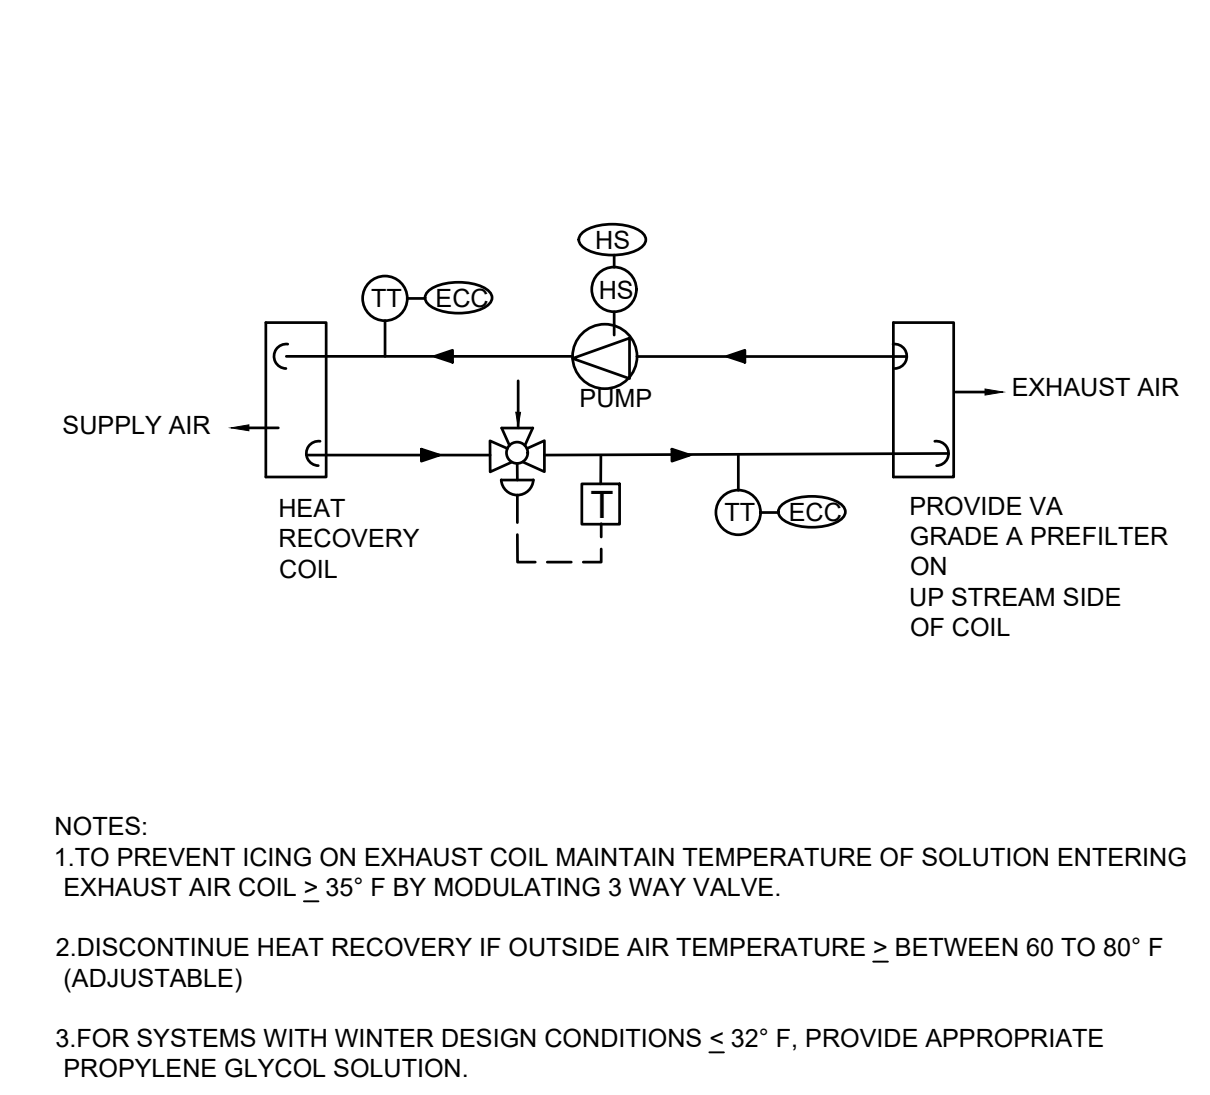 HS
HS
TT ECC
PUMP
EXHAUST AIR
SUPPLY AIR
T
TT ECC
HEAT
RECOVERY
COIL
PROVIDE VA
GRADE A PREFILTER
ON
UP STREAM SIDE
OF COIL
NOTES:
1.TO PREVENT ICING ON EXHAUST COIL MAINTAIN TEMPERATURE OF SOLUTION ENTERING
EXHAUST AIR COIL ≥ 35° F BY MODULATING 3 WAY VALVE.
2.DISCONTINUE HEAT RECOVERY IF OUTSIDE AIR TEMPERATURE ≥ BETWEEN 60 TO 80° F
(ADJUSTABLE)
3.FOR SYSTEMS WITH WINTER DESIGN CONDITIONS ≤ 32° F, PROVIDE APPROPRIATE
PROPYLENE GLYCOL SOLUTION.